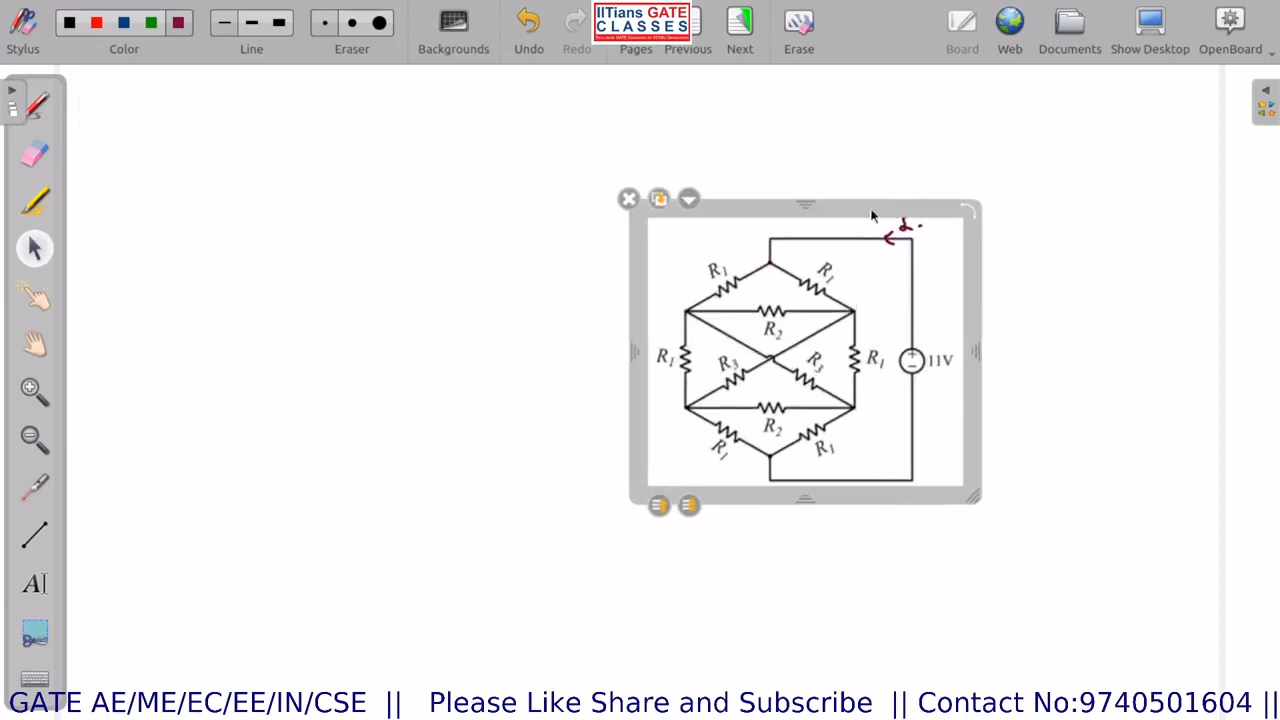 Stylus
Color
Line
Eraser
Backgrounds
Undo
Redo
Pages
Previous
Next
Erase
Board
Web
Documents
Show Desktop
OpenBoard
IITians GATE
CLASSES
i.
R1
R1
R2
R1
R3
R3
R1
11V
R2
R1
R1
GATE AE/ME/EC/EE/IN/CSE || Please Like Share and Subscribe || Contact No:9740501604 ||